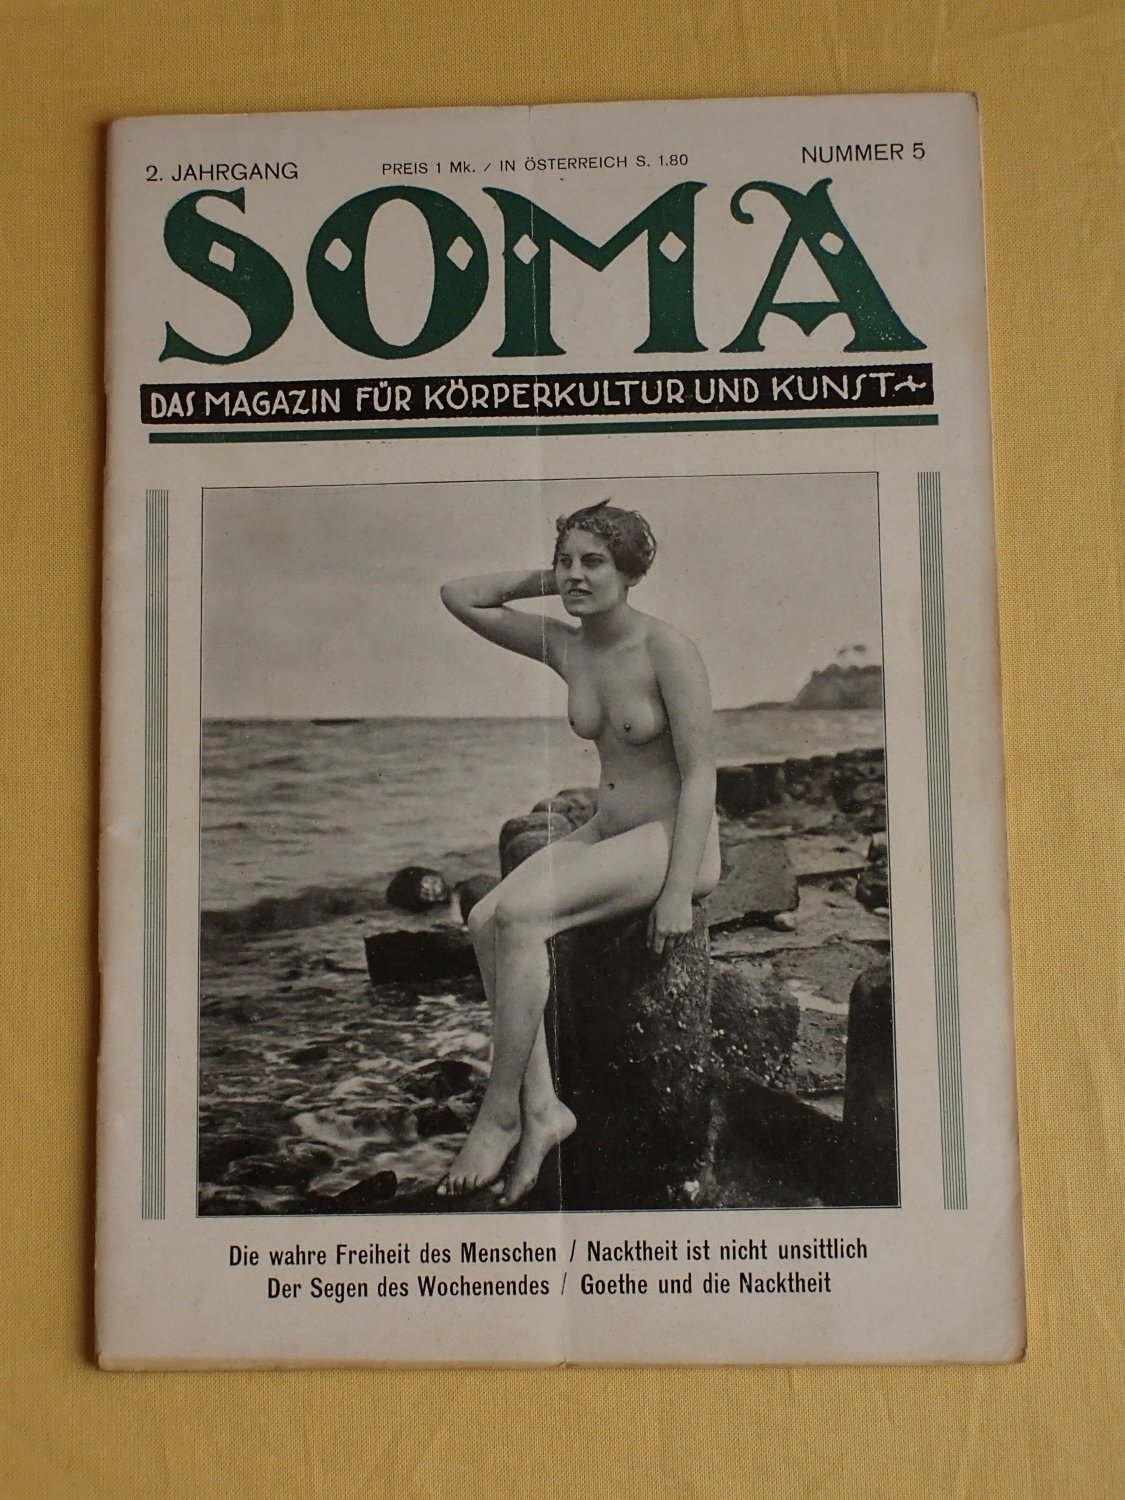 2. JAHRGANG PREIS 1 Mk. / IN ÖSTERREICH S. 1.80 NUMMER 5
SOMA
DAS MAGAZIN FÜR KÖRPERKULTUR UND KUNST
Die wahre Freiheit des Menschen / Nacktheit ist nicht unsittlich
Der Segen des Wochenendes / Goethe und die Nacktheit